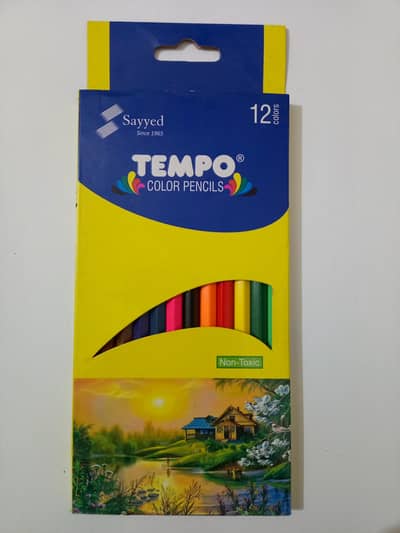 Sayyed
Since 1963
12 colors
TEMPO®
COLOR PENCILS
Non-Toxic